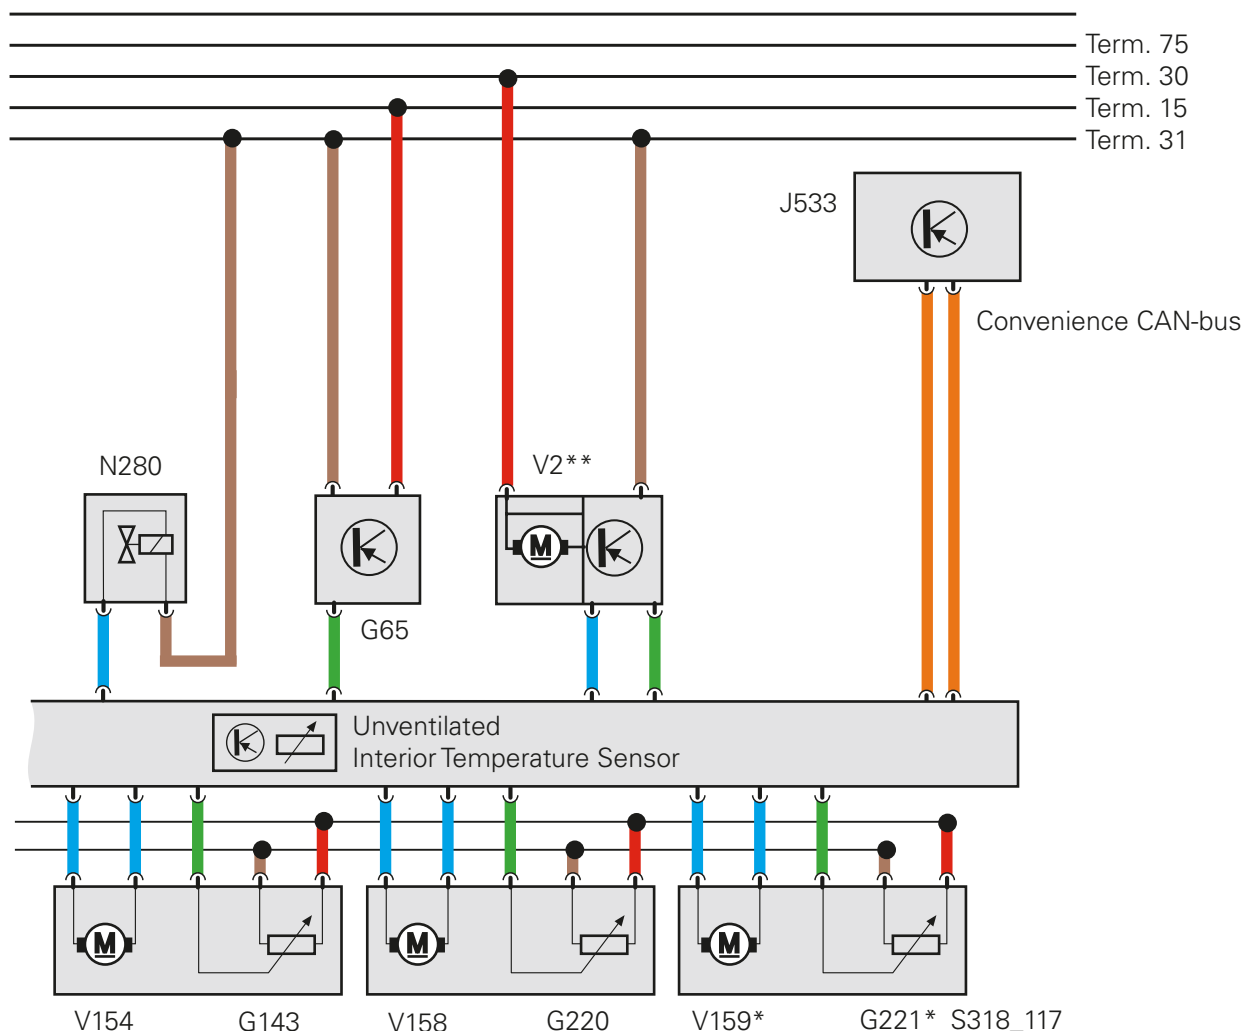 Term. 75
Term. 30
Term. 15
Term. 31
J533
Convenience CAN-bus
N280
V2**
G65
Unventilated
Interior Temperature Sensor
M
M
M
M
V154
G143
V158
G220
V159*
G221*
S318_117